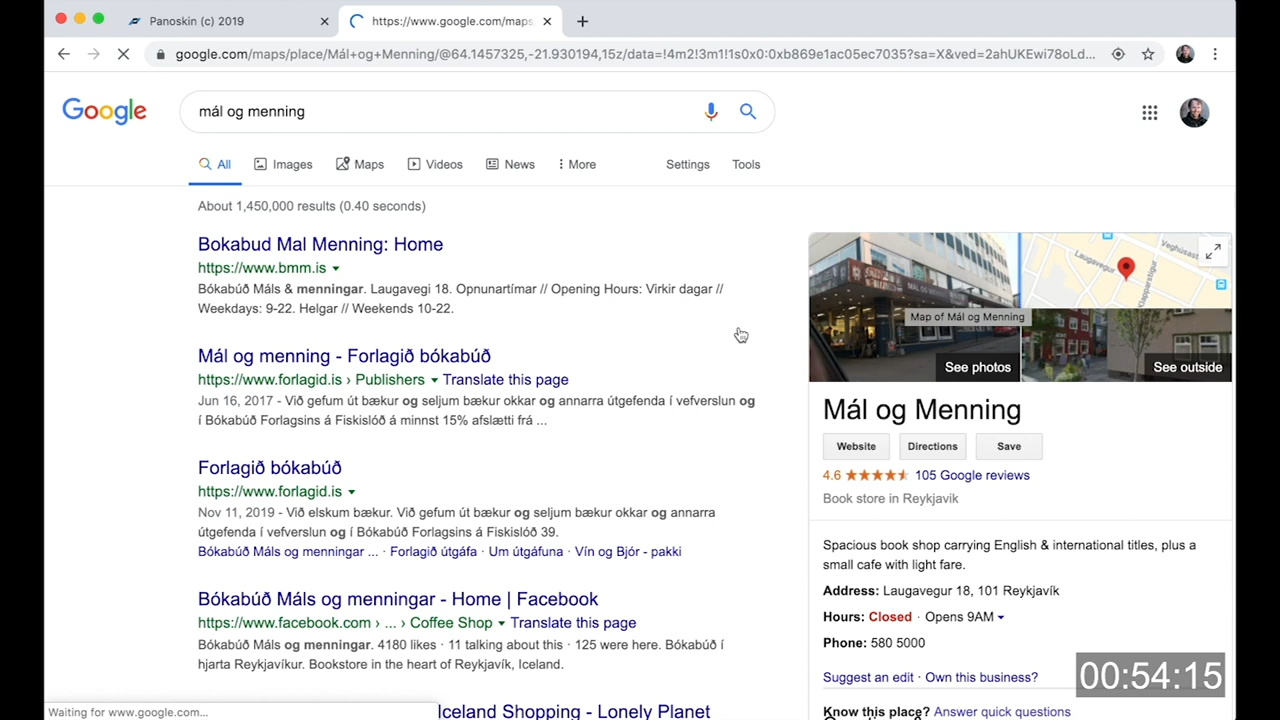 Panoskin (c) 2019
https://www.google.com/maps
google.com/maps/place/Mál+og+Menning/@64.1457325,-21.930194,15z/data=!4m2!3m1!1s0x0:0xb869e1ac05ec7035?sa=X&ved=2ahUKEwi78oLd...
Google
mál og menning
All Images Maps Videos News More Settings Tools
About 1,450,000 results (0.40 seconds)
Bokabud Mal Menning: Home
https://www.bmm.is
Bókabúð Máls & menningar. Laugavegi 18. Opnunartímar // Opening Hours: Virkir dagar //
Weekdays: 9-22. Helgar // Weekends 10-22.
Mál og menning - Forlagið bókabúð
https://www.forlagid.is › Publishers Translate this page
Jun 16, 2017 - Við gefum út bækur og seljum bækur okkar og annarra útgefenda í vefverslun og
í Bókabúð Forlagsins á Fiskislóð á minnst 15% afslætti frá ...
Forlagið bókabúð
https://www.forlagid.is
Nov 11, 2019 - Við elskum bækur. Við gefum út bækur og seljum bækur okkar og annarra
útgefenda í vefverslun og í Bókabúð Forlagsins á Fiskislóð 39.
Bókabúð Máls og menningar ... · Forlagið útgáfa · Um útgáfuna · Vín og Bjór - pakki
Bókabúð Máls og menningar - Home | Facebook
https://www.facebook.com › ... › Coffee Shop Translate this page
Bókabúð Máls og menningar. 4180 likes · 11 talking about this · 125 were here. Bókabúð í
hjarta Reykjavíkur. Bookstore in the heart of Reykjavík, Iceland.
Iceland Shopping - Lonely Planet
Waiting for www.google.com...
Laugavegur
Klapparstígur
MÁL OG MENNING
Map of Mál og Menning
See photos
See outside
Mál og Menning
Website Directions Save
4.6 105 Google reviews
Book store in Reykjavik
Spacious book shop carrying English & international titles, plus a
small cafe with light fare.
Address: Laugavegur 18, 101 Reykjavík
Hours: Closed · Opens 9AM
Phone: 580 5000
Suggest an edit · Own this business?
Know this place? Answer quick questions
00:54:15